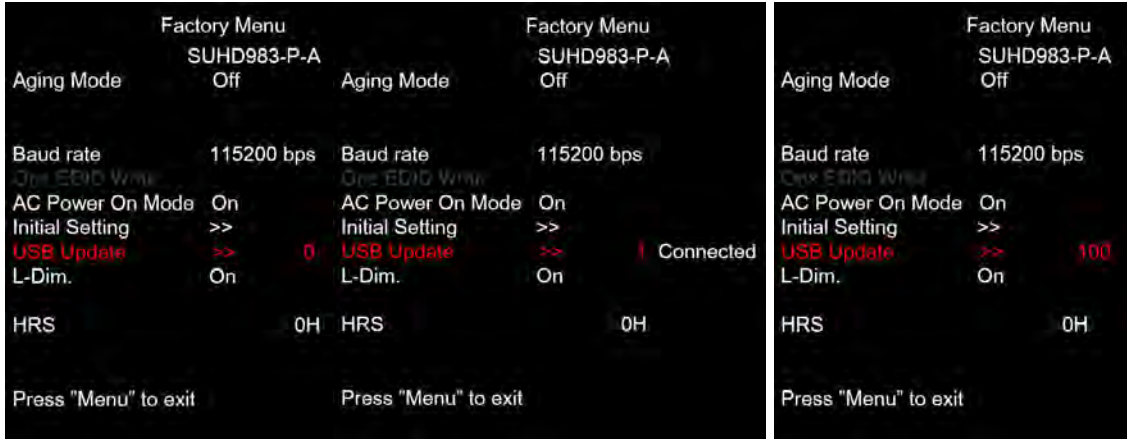 Factory Menu
SUHD983-P-A
Aging Mode Off
Baud rate 115200 bps
AC Power On Mode On
Initial Setting >>
USB Update >> 0
L-Dim. On
HRS 0H
Press "Menu" to exit
Factory Menu
SUHD983-P-A
Aging Mode Off
Baud rate 115200 bps
AC Power On Mode On
Initial Setting >>
USB Update >> 1 Connected
L-Dim. On
HRS 0H
Press "Menu" to exit
Factory Menu
SUHD983-P-A
Aging Mode Off
Baud rate 115200 bps
AC Power On Mode On
Initial Setting >>
USB Update >> 100
L-Dim. On
HRS 0H
Press "Menu" to exit